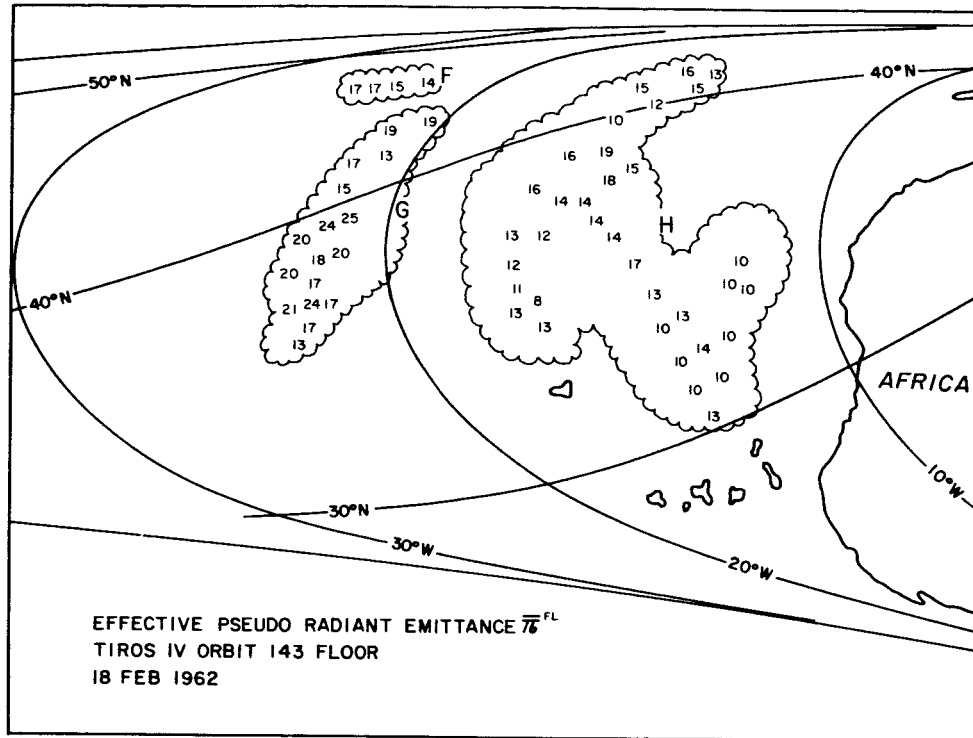 50°N
F
17 17 15 14
16 13
15 15
12
10
40°N
19 19
13
17
15
25
24
20
20
18
20
17
21 24 17
17
13
G
40°N
16 19
15
18
16
14 14
14
14
13 12
12
11
8
13
13
H
17
10
10 10
13
13
10
10
14
10
10
10
13
AFRICA
10°W
30°N
30°W
20°W
EFFECTIVE PSEUDO RADIANT EMITTANCE
TIROS IV ORBIT 143 FLOOR
18 FEB 1962